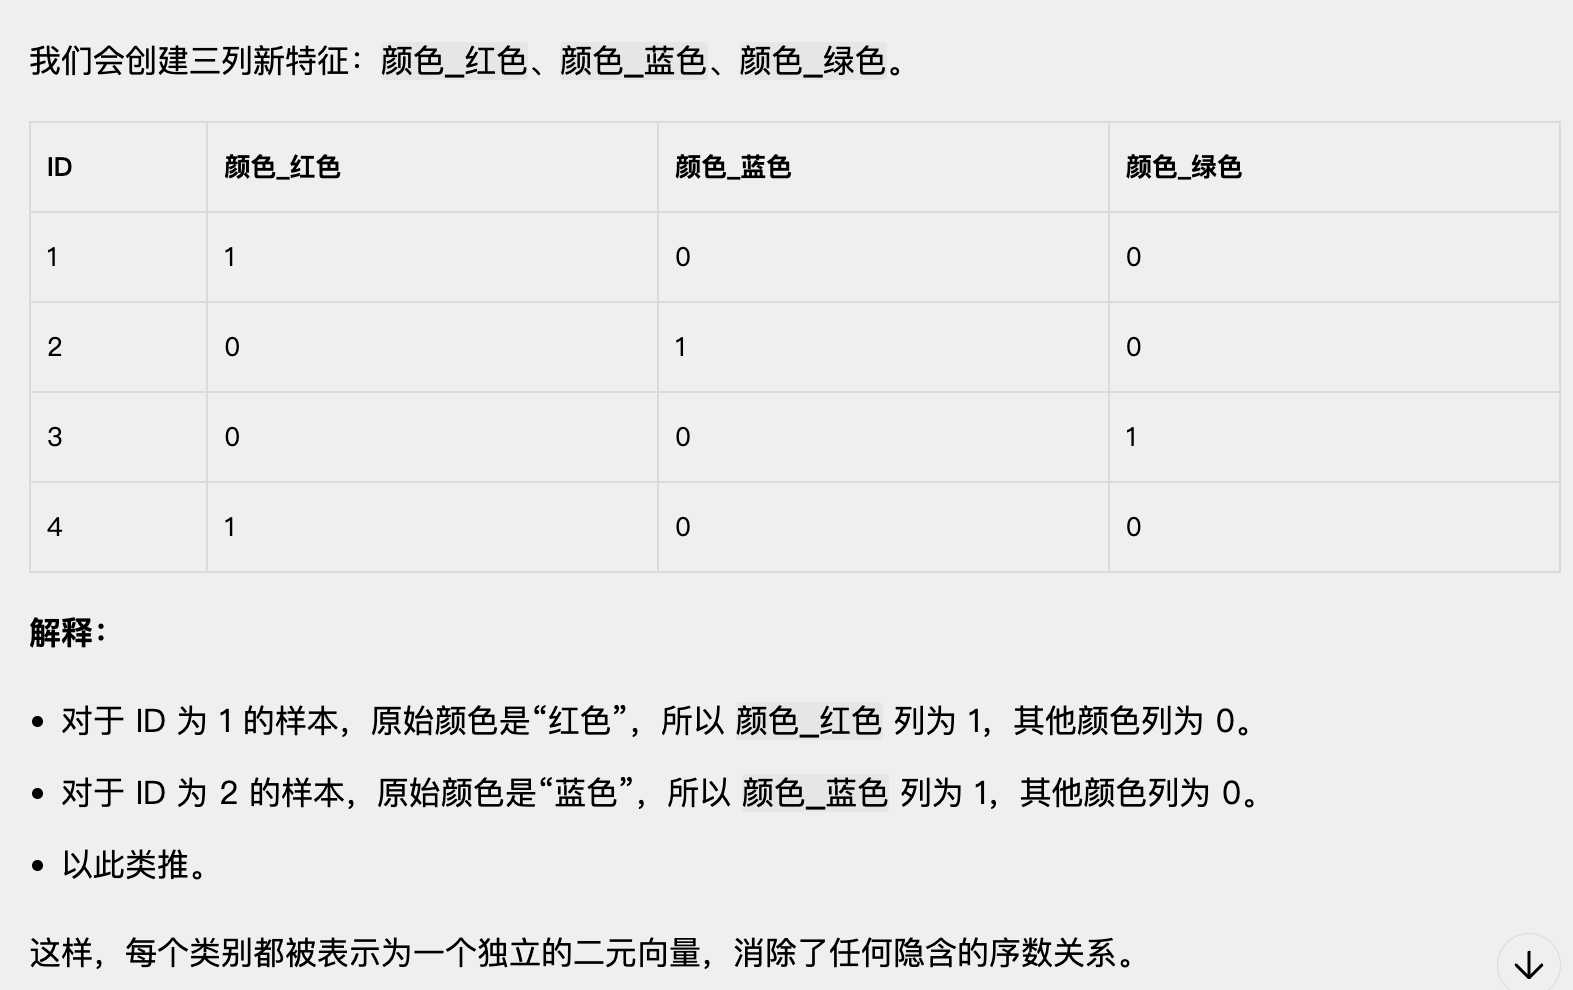 我们会创建三列新特征：颜色_红色、颜色_蓝色、颜色_绿色。
ID 颜色_红色 颜色_蓝色 颜色_绿色
1 1 0 0
2 0 1 0
3 0 0 1
4 1 0 0
解释：
• 对于 ID 为 1 的样本，原始颜色是“红色”，所以 颜色_红色 列为 1，其他颜色列为 0。
• 对于 ID 为 2 的样本，原始颜色是“蓝色”，所以 颜色_蓝色 列为 1，其他颜色列为 0。
• 以此类推。
这样，每个类别都被表示为一个独立的二元向量，消除了任何隐含的序数关系。